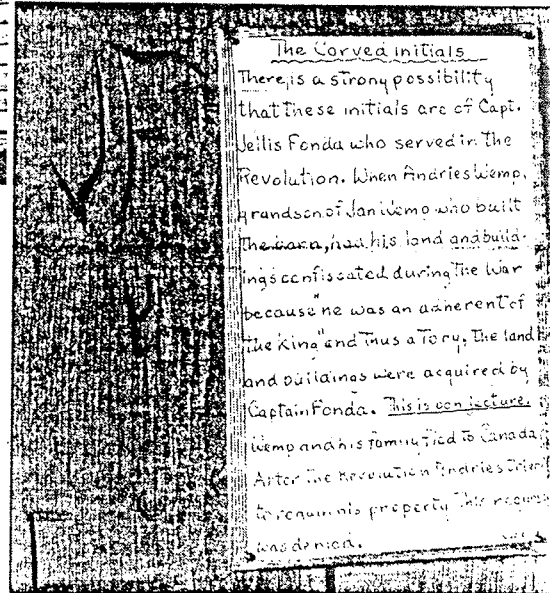 The Carved initials
There is a strong possibility
that these initials are of Capt.
Jeilis Fonda who served in the
Revolution. When Andries Wemp,
grandson of Jan Wemp who built
the barn, had his land and build-
ings confiscated during the War
because "he was an adherent of
the King" and thus a Tory, the land
and buildings were acquired by
Captain Fonda. This is conjecture.
Wemp and his family fled to Canada.
After the Revolution Andries tried
to regain his property This
was denied.